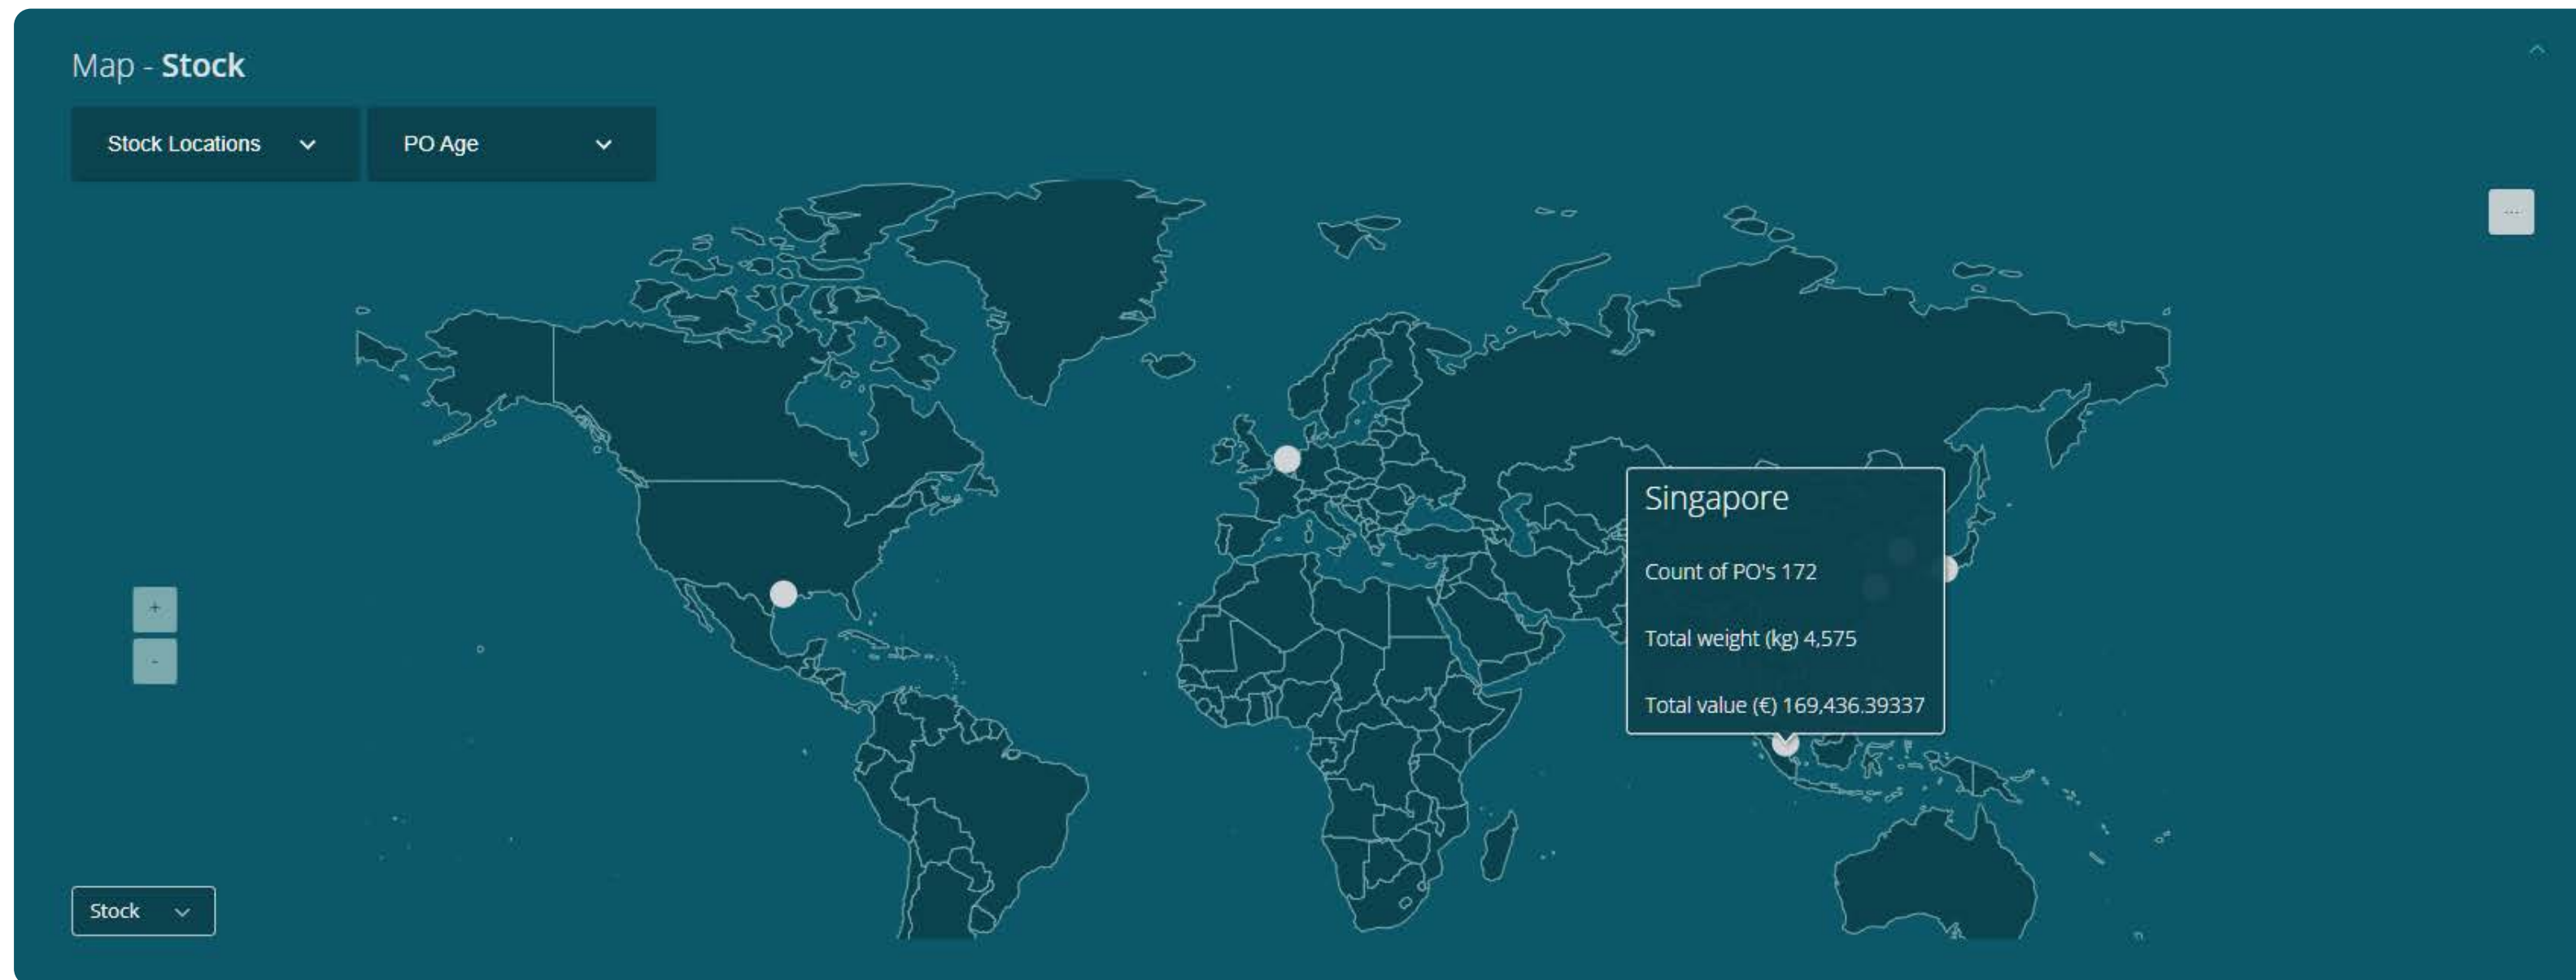 Map - Stock
Stock Locations
PO Age
....
Singapore
Count of PO's 172
Total weight (kg) 4,575
Total value (€) 169,436.39337
+
-
Stock